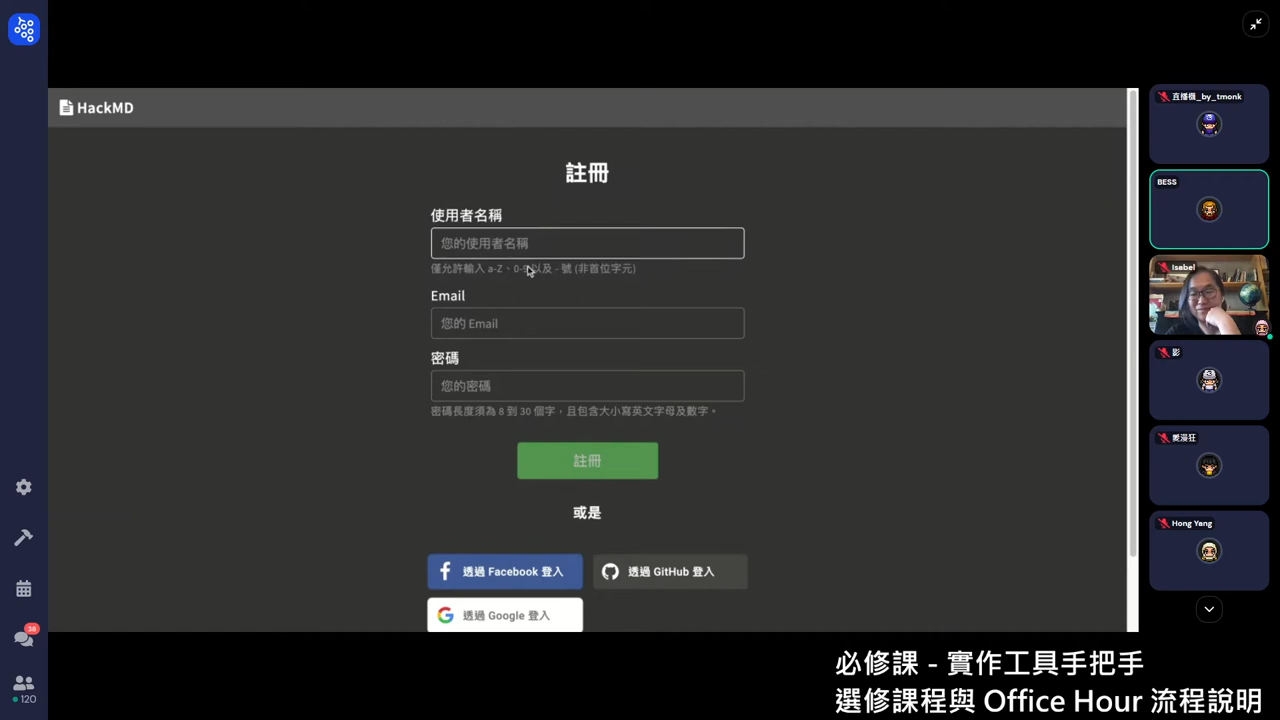 HackMD
註冊
使用者名稱
您的使用者名稱
僅允許輸入 a-Z、0-9 以及 - 號 (非首位字元)
Email
您的 Email
密碼
您的密碼
密碼長度須為 8 到 30 個字，且包含大小寫英文字母及數字。
註冊
或是
透過 Facebook 登入
透過 GitHub 登入
透過 Google 登入
直播機_by_tmonk
BESS
Isabel
影
Hong Yang
38
120
必修課 - 實作工具手把手
選修課程與 Office Hour 流程說明